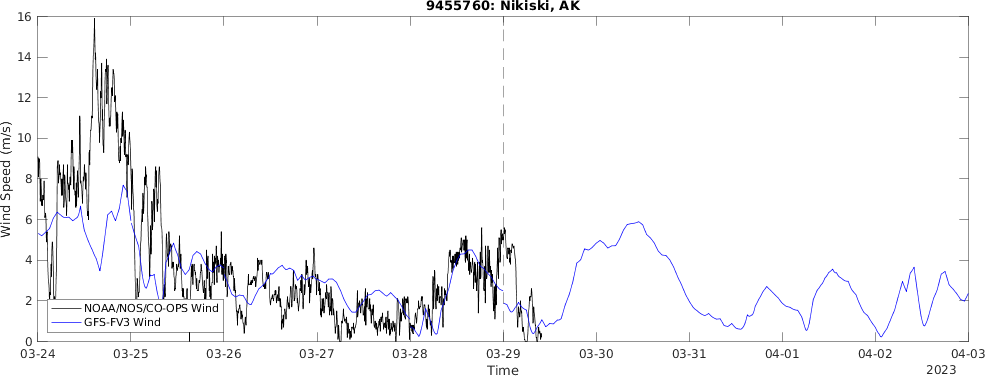 9455760: Nikiski, AK
Wind Speed (m/s)
16
14
12
10
8
6
4
2
0
NOAA/NOS/CO-OPS Wind
GFS-FV3 Wind
03-24 03-25 03-26 03-27 03-28 03-29 03-30 03-31 04-01 04-02 04-03
Time
2023